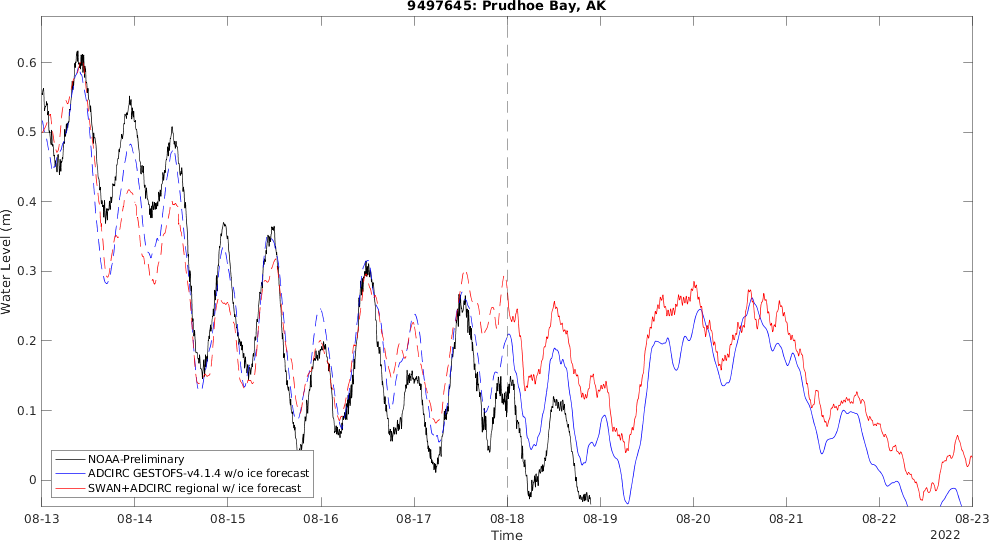 9497645: Prudhoe Bay, AK
Water Level (m)
0.6
0.5
0.4
0.3
0.2
0.1
0
NOAA-Preliminary
ADCIRC GESTOFS-v4.1.4 w/o ice forecast
SWAN+ADCIRC regional w/ ice forecast
08-13 08-14 08-15 08-16 08-17 08-18 08-19 08-20 08-21 08-22 08-23
Time
2022